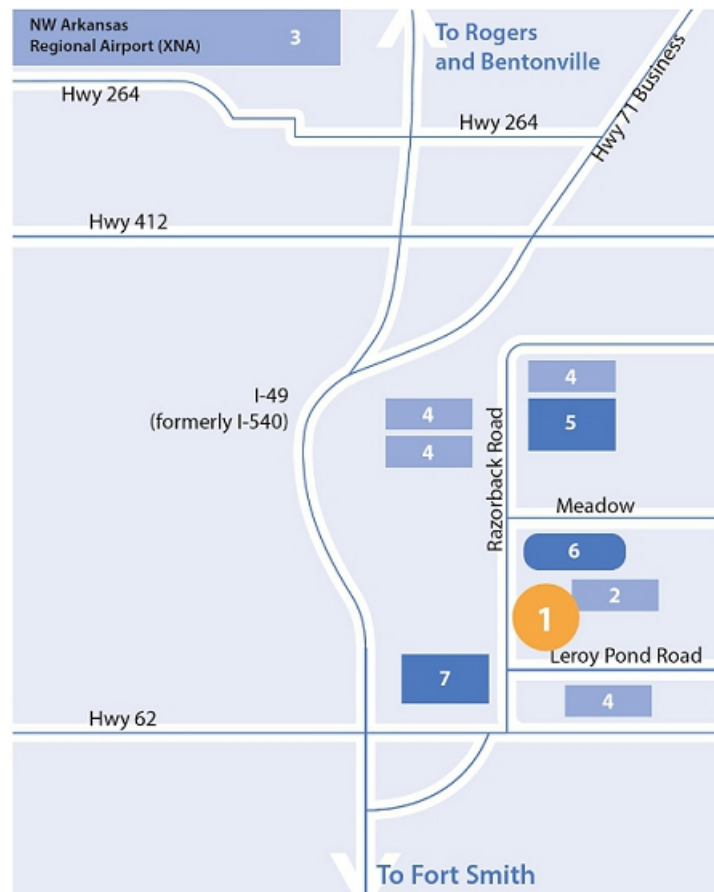 NW Arkansas
Regional Airport (XNA)
3
To Rogers
and Bentonville
Hwy 264
Hwy 264
Hwy 71 Business
Hwy 412
I-49
(formerly I-540)
4
4
4
5
Razorback Road
Meadow
6
2
1
Leroy Pond Road
7
4
Hwy 62
To Fort Smith